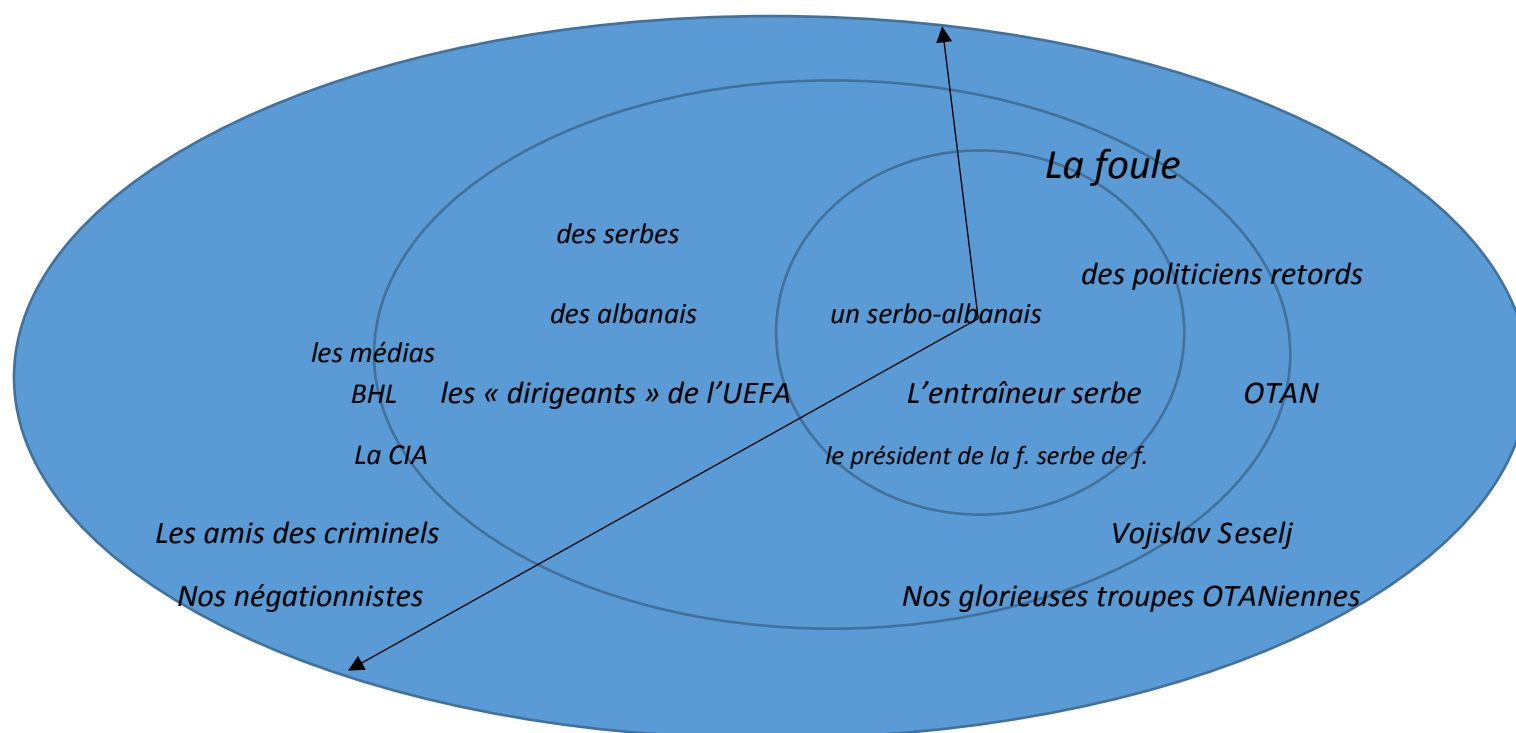 La foule
des serbes
des politiciens retords
des albanais
un serbo-albanais
les médias
BHL
les « dirigeants » de l’UEFA
L’entraîneur serbe
OTAN
La CIA
le président de la f. serbe de f.
Les amis des criminels
Vojislav Seselj
Nos négationnistes
Nos glorieuses troupes OTANiennes